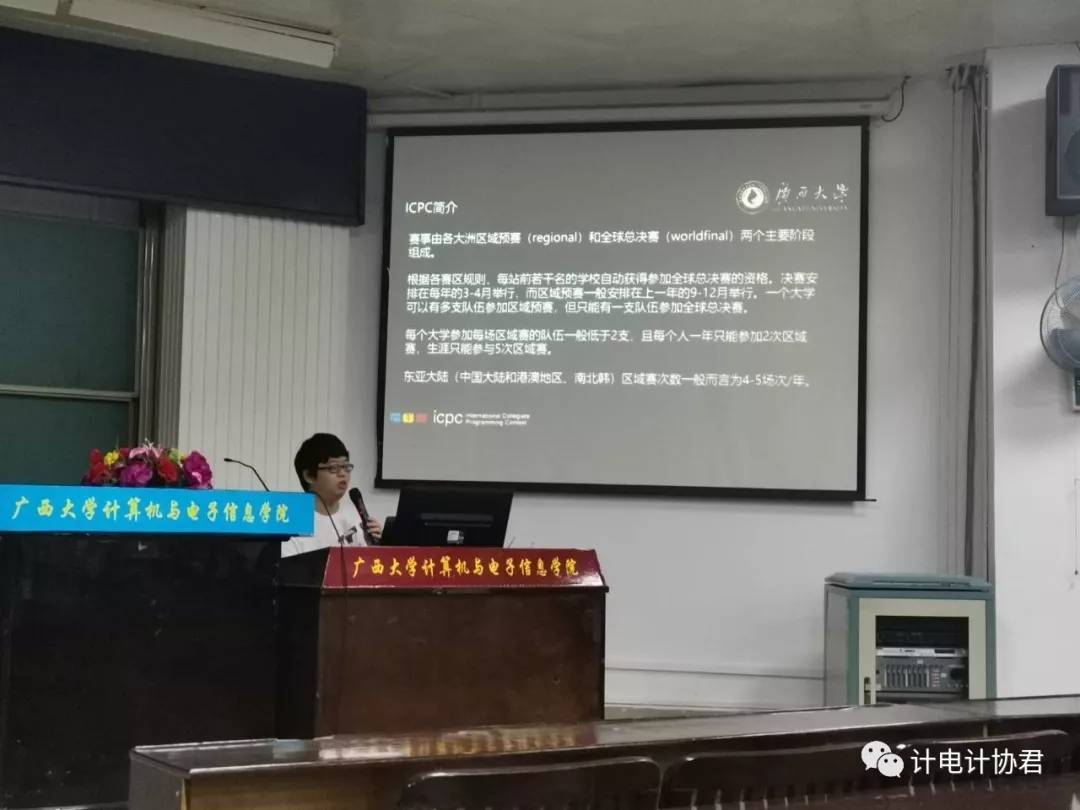 ICPC简介
广西大学
GUANGXI UNIVERSITY
赛事由各大洲区域预赛（regional）和全球总决赛（worldfinal）两个主要阶段
组成。
根据各赛区规则，每站前若干名的学校自动获得参加全球总决赛的资格。决赛安
排在每年的3-4月举行，而区域预赛一般安排在上一年的9-12月举行。一个大学
可以有多支队伍参加区域预赛，但只能有一支队伍参加全球总决赛。
每个大学参加每场区域赛的队伍一般低于2支，且每个人一年只能参加2次区域
赛，生涯只能参与5次区域赛。
东亚大陆（中国大陆和港澳地区、南北韩）区域赛次数一般而言为4-5场次/年。
icpc International Collegiate
Programming Contest
广西大学计算机与电子信息学院
广西大学计算机与电子信息学院
计电计协君